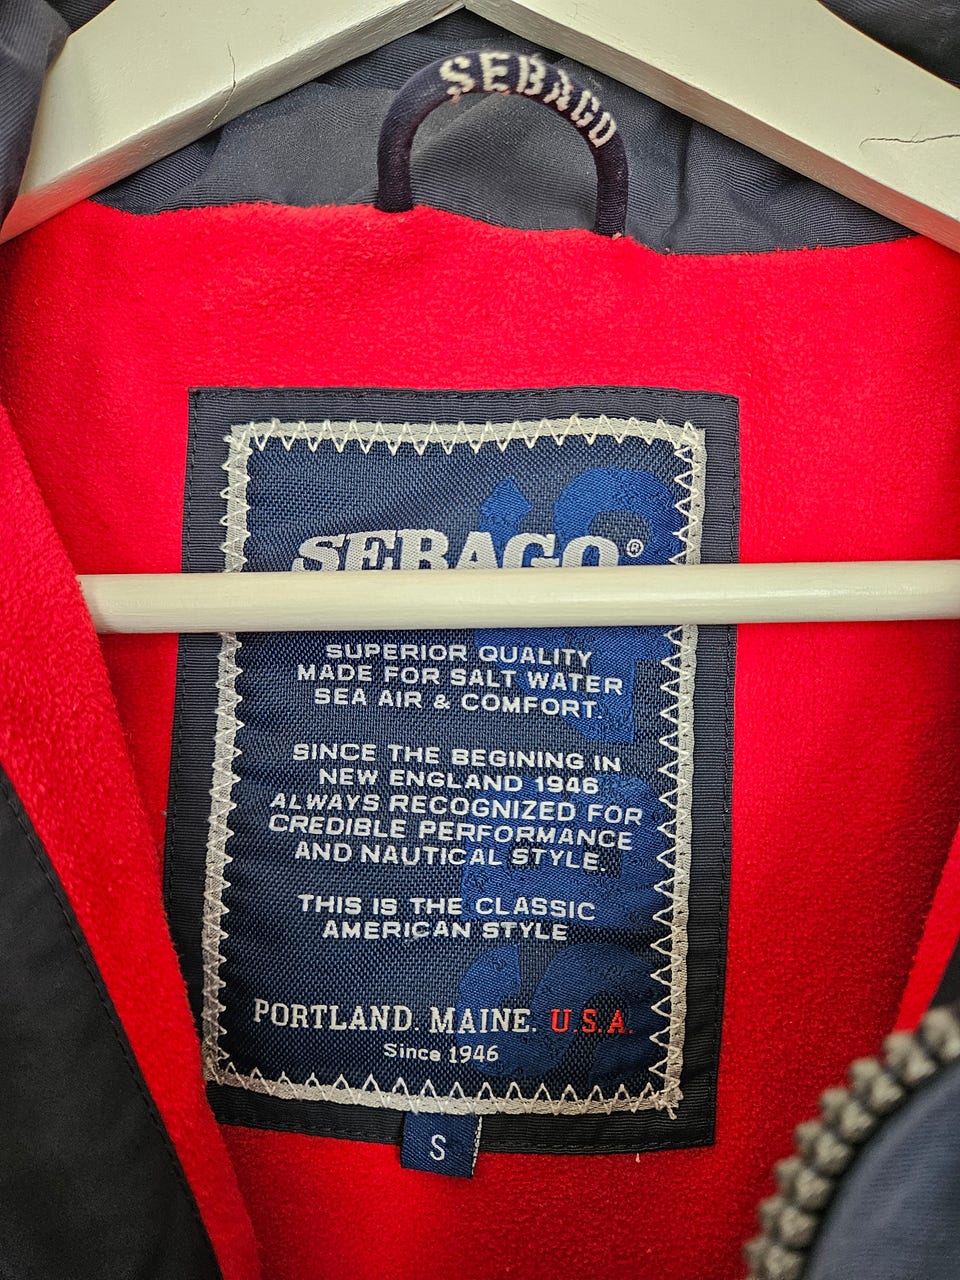 SEBAGO
SEBAGO®
SUPERIOR QUALITY
MADE FOR SALT WATER
SEA AIR & COMFORT.
SINCE THE BEGINING IN
NEW ENGLAND 1946
ALWAYS RECOGNIZED FOR
CREDIBLE PERFORMANCE
AND NAUTICAL STYLE.
THIS IS THE CLASSIC
AMERICAN STYLE
PORTLAND. MAINE. U.S.A.
Since 1946
S